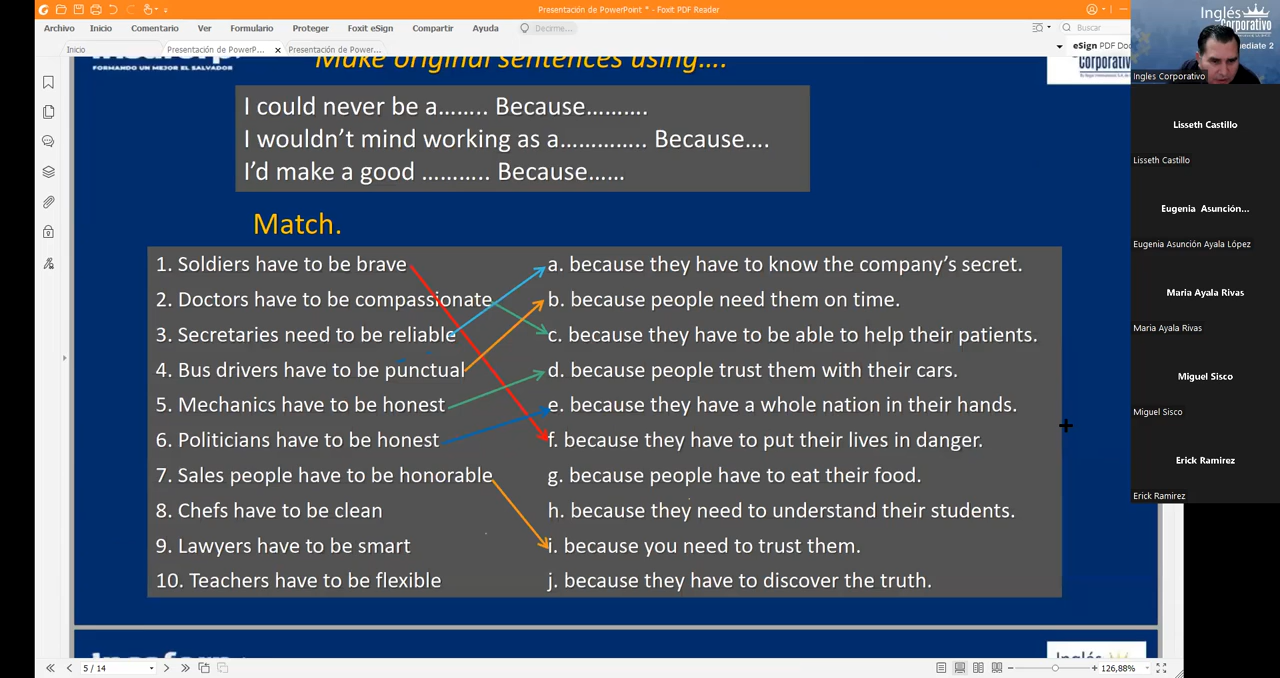 Presentación de PowerPoint * - Foxit PDF Reader
Archivo Inicio Comentario Ver Formulario Proteger Foxit eSign Compartir Ayuda Decirme... Buscar
Inicio Presentación de PowerP... × Presentación de PowerP... eSign PDF Doc
FORMANDO UN MEJOR EL SALVADOR
Make original sentences using....
Corporativo
I could never be a…….. Because……….
I wouldn't mind working as a………….. Because….
I'd make a good ……….. Because……
Match.
1. Soldiers have to be brave
2. Doctors have to be compassionate
3. Secretaries need to be reliable
4. Bus drivers have to be punctual
5. Mechanics have to be honest
6. Politicians have to be honest
7. Sales people have to be honorable
8. Chefs have to be clean
9. Lawyers have to be smart
10. Teachers have to be flexible
a. because they have to know the company's secret.
b. because people need them on time.
c. because they have to be able to help their patients.
d. because people trust them with their cars.
e. because they have a whole nation in their hands.
f. because they have to put their lives in danger.
g. because people have to eat their food.
h. because they need to understand their students.
i. because you need to trust them.
j. because they have to discover the truth.
5 / 14
126,88%
Inglés
Corporativo
mediate 2
Ingles Corporativo
Lisseth Castillo
Lisseth Castillo
Eugenia Asunción...
Eugenia Asunción Ayala López
Maria Ayala Rivas
Maria Ayala Rivas
Miguel Sisco
Miguel Sisco
Erick Ramirez
Erick Ramirez